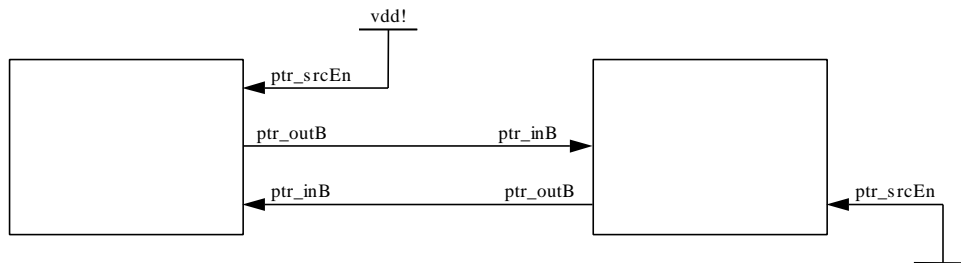 vdd!
ptr_srcEn
ptr_outB ptr_inB
ptr_inB ptr_outB ptr_srcEn